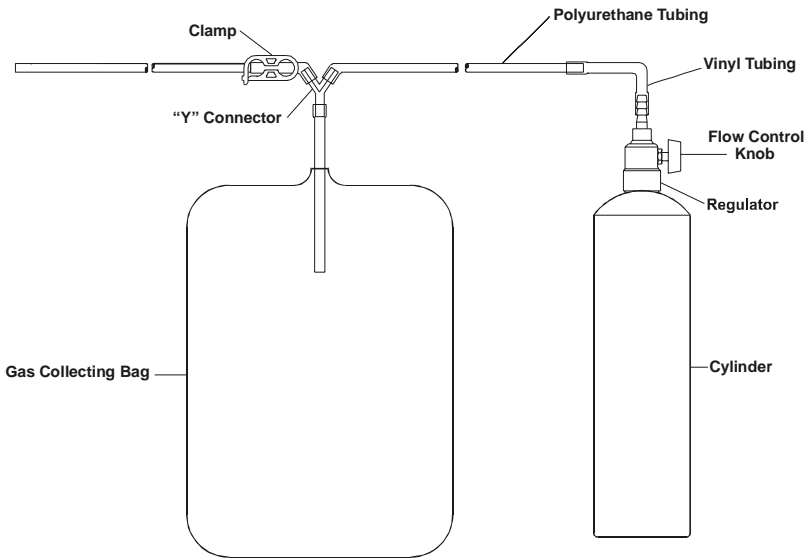 Polyurethane Tubing
Clamp
Vinyl Tubing
“Y” Connector
Flow Control
Knob
Regulator
Gas Collecting Bag
Cylinder